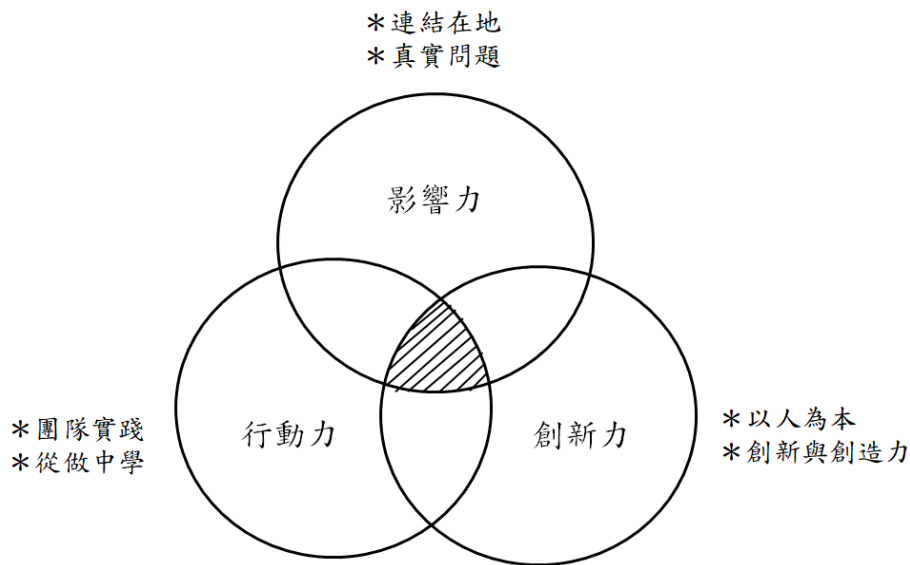 ＊連結在地
＊真實問題
影響力
行動力
創新力
＊團隊實踐
＊從做中學
＊以人為本
＊創新與創造力